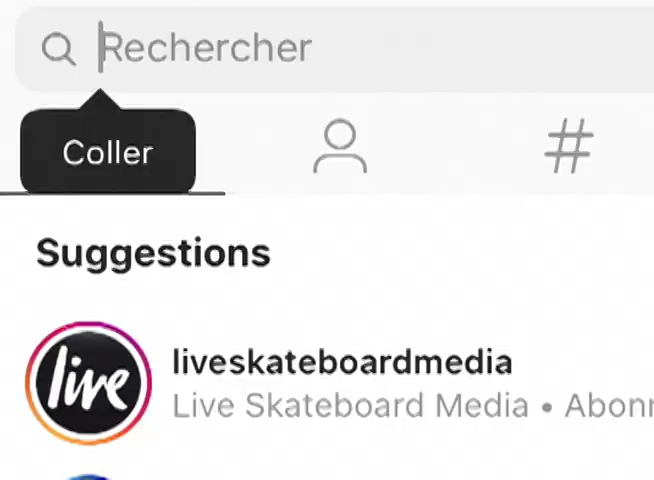 Rechercher
Coller
Suggestions
live
liveskateboardmedia
Live Skateboard Media • Abonn